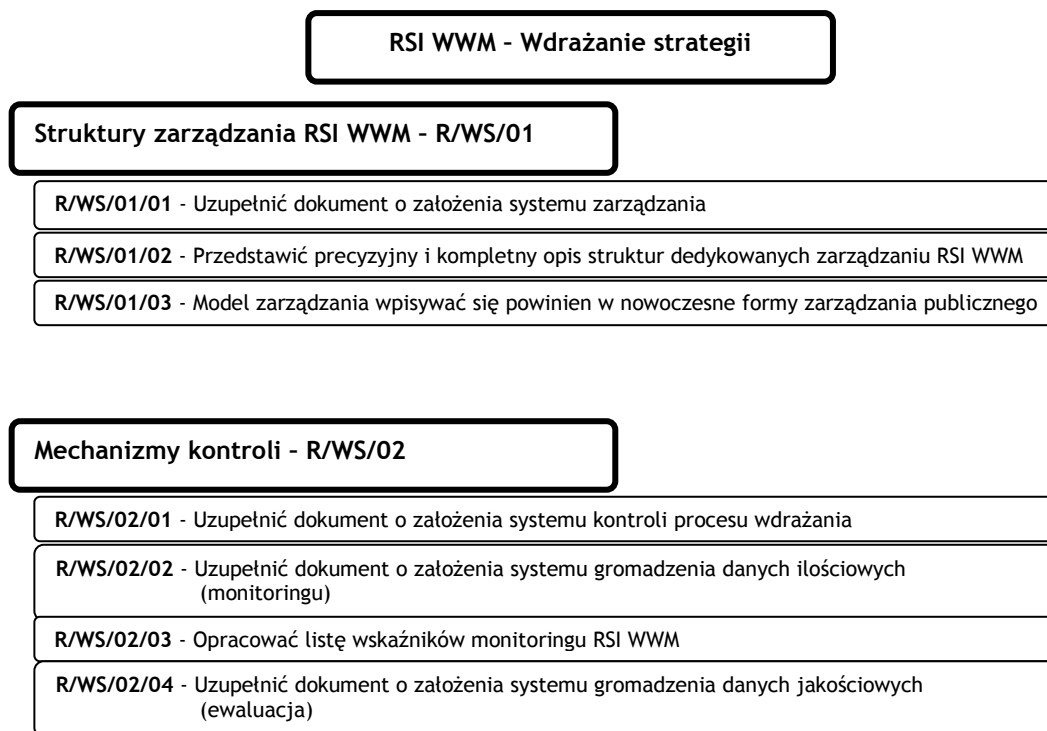 RSI WWM – Wdrażanie strategii
Struktury zarządzania RSI WWM – R/WS/01
R/WS/01/01 - Uzupełnić dokument o założenia systemu zarządzania
R/WS/01/02 - Przedstawić precyzyjny i kompletny opis struktur dedykowanych zarządzaniu RSI WWM
R/WS/01/03 - Model zarządzania wpisywać się powinien w nowoczesne formy zarządzania publicznego
Mechanizmy kontroli – R/WS/02
R/WS/02/01 - Uzupełnić dokument o założenia systemu kontroli procesu wdrażania
R/WS/02/02 - Uzupełnić dokument o założenia systemu gromadzenia danych ilościowych
(monitoringu)
R/WS/02/03 - Opracować listę wskaźników monitoringu RSI WWM
R/WS/02/04 - Uzupełnić dokument o założenia systemu gromadzenia danych jakościowych
(ewaluacja)